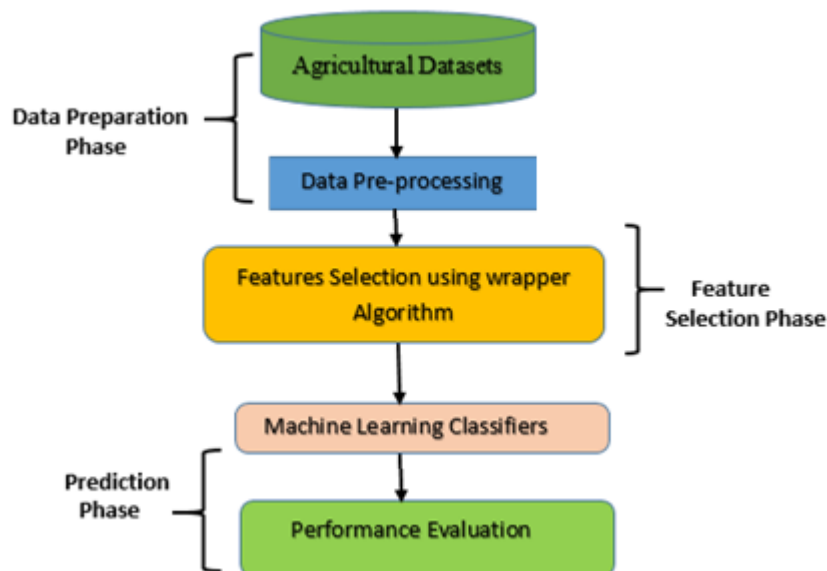 Agricultural Datasets
Data Preparation
Phase
Data Pre-processing
Features Selection using wrapper
Algorithm
Feature
Selection Phase
Machine Learning Classifiers
Prediction
Phase
Performance Evaluation